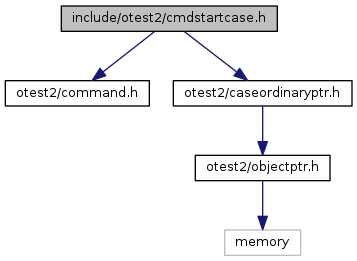 include/otest2/cmdstartcase.h
otest2/command.h
otest2/caseordinaryptr.h
otest2/objectptr.h
memory